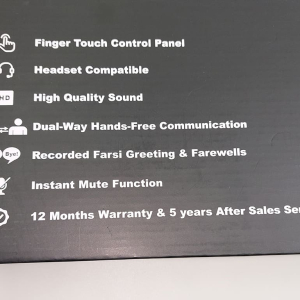 Finger Touch Control Panel
Headset Compatible
High Quality Sound
Dual-Way Hands-Free Communication
Bye! Recorded Farsi Greeting & Farewells
Instant Mute Function
12 Months Warranty & 5 years After Sales